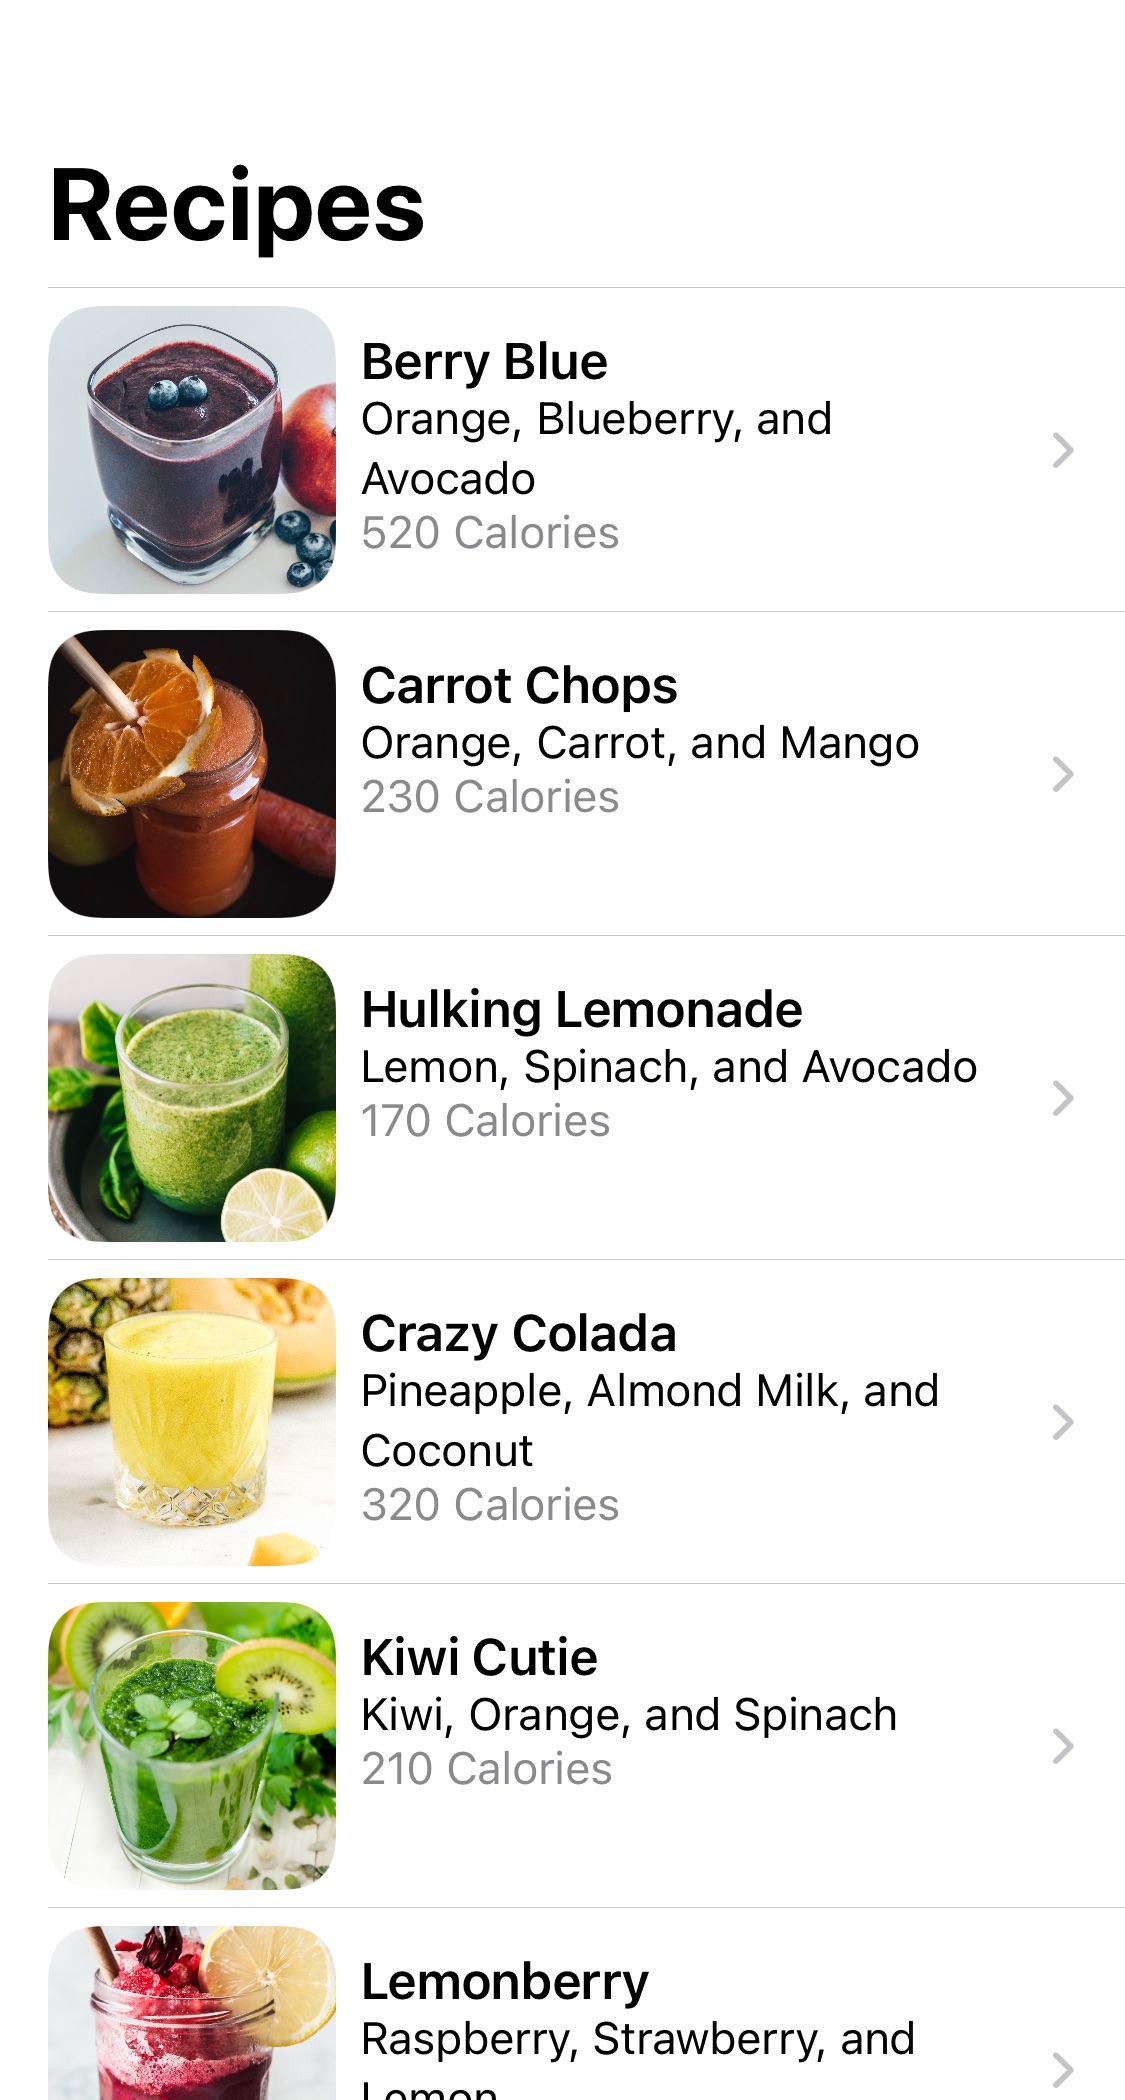 Recipes
Berry Blue
Orange, Blueberry, and
Avocado
520 Calories
Carrot Chops
Orange, Carrot, and Mango
230 Calories
Hulking Lemonade
Lemon, Spinach, and Avocado
170 Calories
Crazy Colada
Pineapple, Almond Milk, and
Coconut
320 Calories
Kiwi Cutie
Kiwi, Orange, and Spinach
210 Calories
Lemonberry
Raspberry, Strawberry, and
Lemon